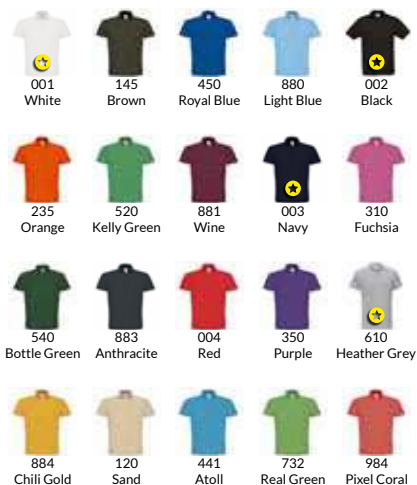 001 145 450 880 002
White Brown Royal Blue Light Blue Black
235 520 881 003 310
Orange Kelly Green Wine Navy Fuchsia
540 883 004 350 610
Bottle Green Anthracite Red Purple Heather Grey
884 120 441 732 984
Chili Gold Sand Atoll Real Green Pixel Coral